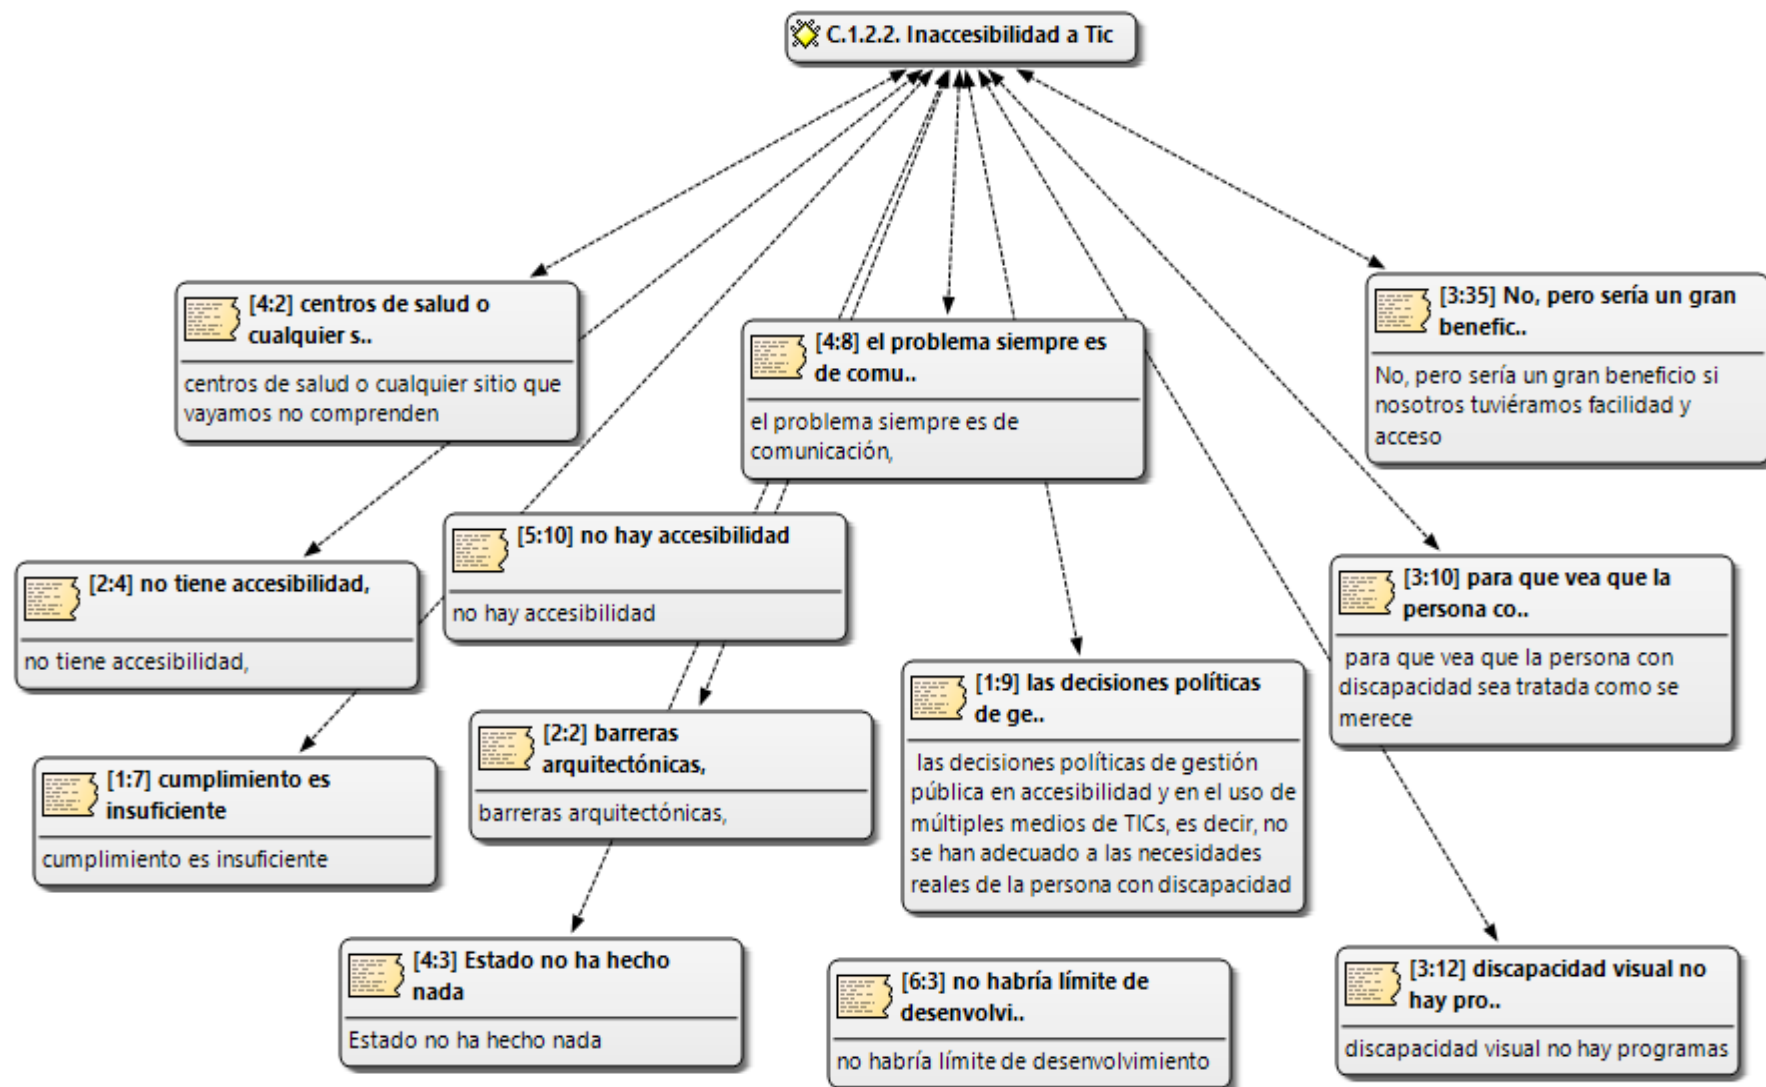 C.1.2.2. Inaccesibilidad a Tic
[4:2] centros de salud o
cualquier s..
centros de salud o cualquier sitio que
vayamos no comprenden
[4:8] el problema siempre es
de comu..
el problema siempre es de
comunicación,
[3:35] No, pero sería un gran
benefic..
No, pero sería un gran beneficio si
nosotros tuviéramos facilidad y
acceso
[2:4] no tiene accesibilidad,
no tiene accesibilidad,
[5:10] no hay accesibilidad
no hay accesibilidad
[3:10] para que vea que la
persona co..
para que vea que la persona con
discapacidad sea tratada como se
merece
[1:7] cumplimiento es
insuficiente
cumplimiento es insuficiente
[2:2] barreras
arquitectónicas,
barreras arquitectónicas,
[1:9] las decisiones políticas
de ge..
las decisiones políticas de gestión
pública en accesibilidad y en el uso de
múltiples medios de TICs, es decir, no
se han adecuado a las necesidades
reales de la persona con discapacidad
[4:3] Estado no ha hecho
nada
Estado no ha hecho nada
[6:3] no habría límite de
desenvolvi..
no habría límite de desenvolvimiento
[3:12] discapacidad visual no
hay pro..
discapacidad visual no hay programas